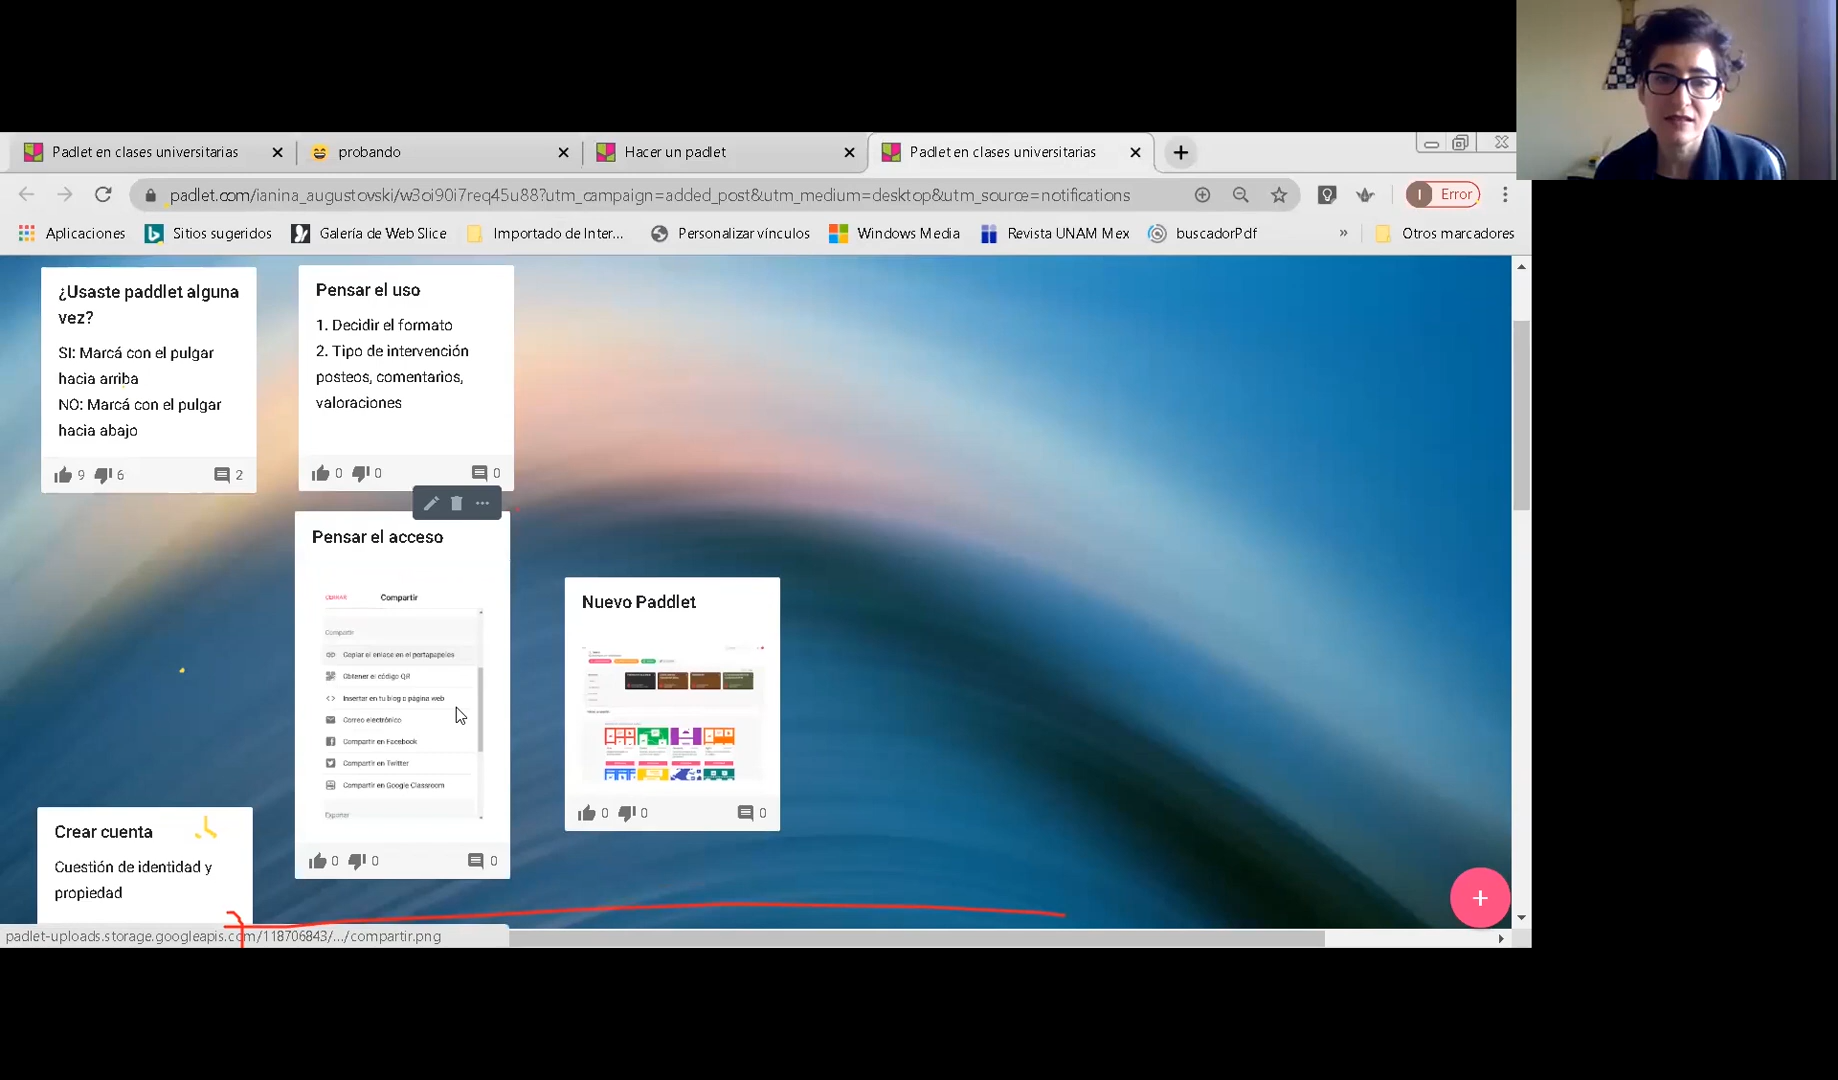 Padlet en clases universitarias
probando
Hacer un padlet
Padlet en clases universitarias
padlet.com/ianina_augustovski/w3oi90i7req45u88?utm_campaign=added_post&utm_medium=desktop&utm_source=notifications
I Error
Aplicaciones
Sitios sugeridos
Galería de Web Slice
Importado de Inter...
Personalizar vínculos
Windows Media
Revista UNAM Mex
buscadorPdf
»
Otros marcadores
¿Usaste paddlet alguna
vez?
SI: Marcá con el pulgar
hacia arriba
NO: Marcá con el pulgar
hacia abajo
9 6 2
Pensar el uso
1. Decidir el formato
2. Tipo de intervención
posteos, comentarios,
valoraciones
0 0 0
Pensar el acceso
CERRAR Compartir
Compartir
Copiar el enlace en el portapapeles
Obtener el código QR
Insertar en tu blog o página web
Correo electrónico
Compartir en Facebook
Compartir en Twitter
Compartir en Google Classroom
Exportar
0 0 0
Nuevo Paddlet
0 0 0
Crear cuenta
Cuestión de identidad y
propiedad
padlet-uploads.storage.googleapis.com/118706843/.../compartir.png